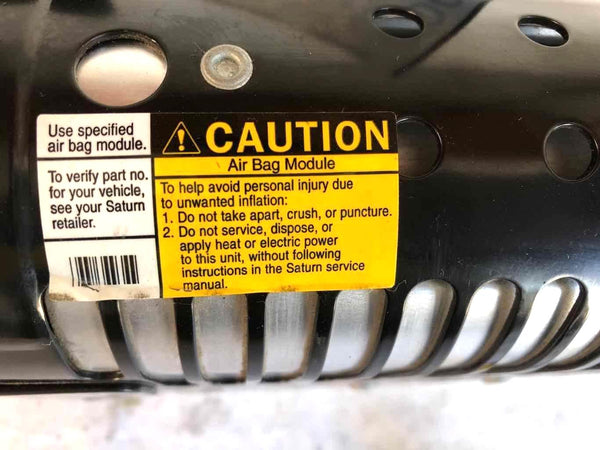 Use specified
air bag module.
To verify part no.
for your vehicle,
see your Saturn
retailer.
CAUTION
Air Bag Module
To help avoid personal injury due
to unwanted inflation:
1. Do not take apart, crush, or puncture.
2. Do not service, dispose, or
apply heat or electric power
to this unit, without following
instructions in the Saturn service
manual.